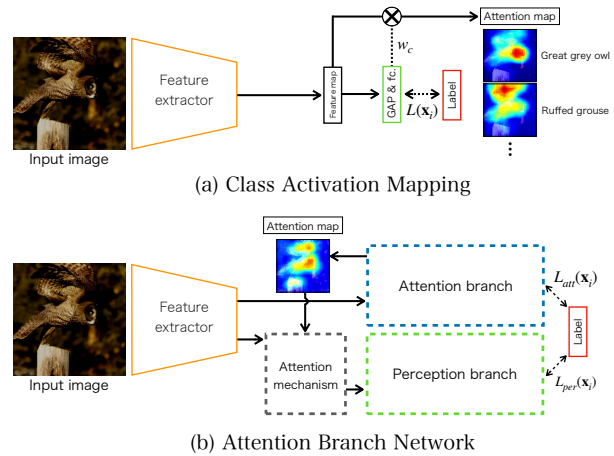 Attention map
Feature
extractor
Feature map
w_c
GAP & fc.
L(x_i)
Label
Great grey owl
Ruffed grouse
Input image
(a) Class Activation Mapping
Attention map
Feature
extractor
Attention branch
L_att(x_i)
Label
Attention
mechanism
Perception branch
L_per(x_i)
Input image
(b) Attention Branch Network